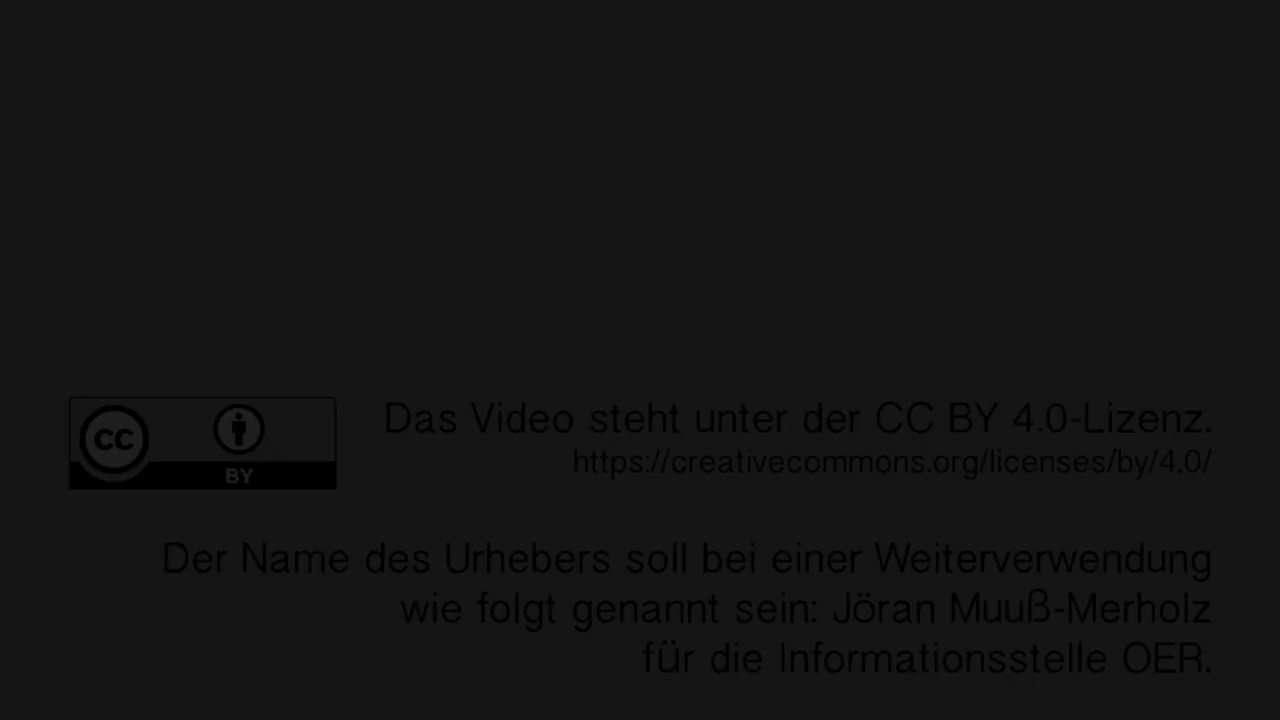 cc
BY
Das Video steht unter der CC BY 4.0-Lizenz.
https://creativecommons.org/licenses/by/4.0/
Der Name des Urhebers soll bei einer Weiterverwendung
wie folgt genannt sein: Jöran Muuß-Merholz
für die Informationsstelle OER.